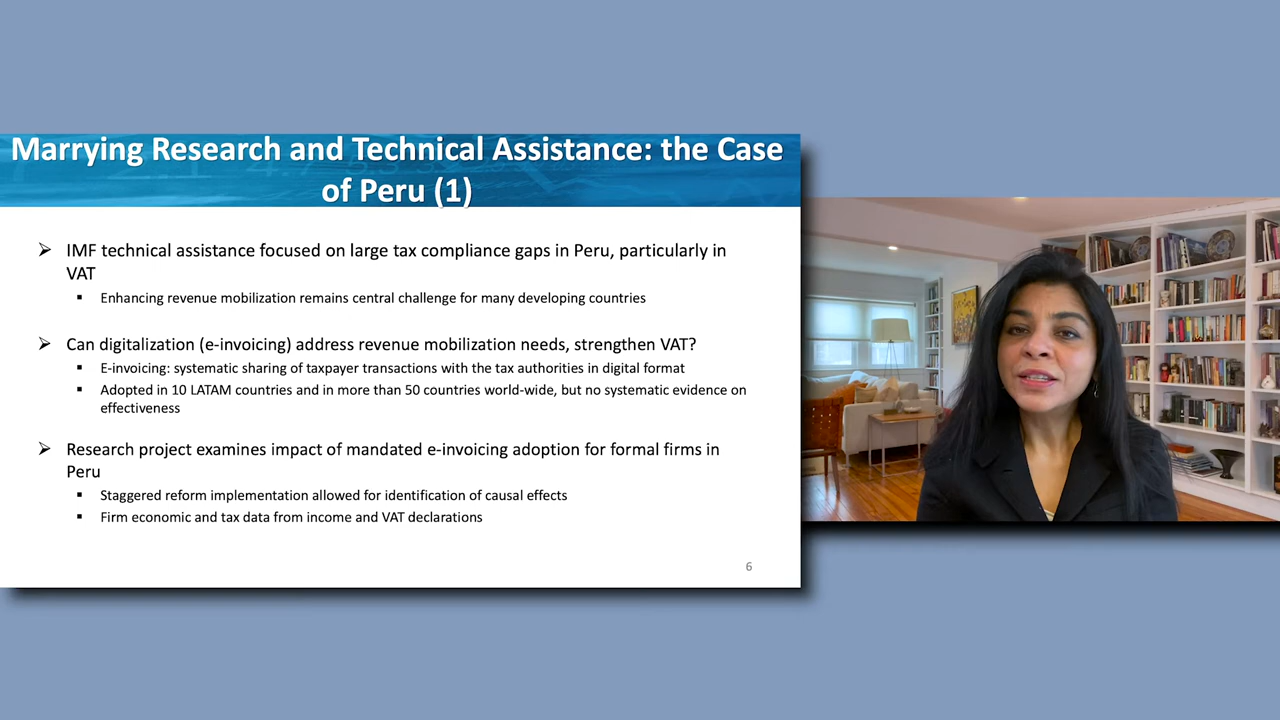 Marrying Research and Technical Assistance: the Case
of Peru (1)
IMF technical assistance focused on large tax compliance gaps in Peru, particularly in
VAT
Enhancing revenue mobilization remains central challenge for many developing countries
Can digitalization (e-invoicing) address revenue mobilization needs, strengthen VAT?
E-invoicing: systematic sharing of taxpayer transactions with the tax authorities in digital format
Adopted in 10 LATAM countries and in more than 50 countries world-wide, but no systematic evidence on
effectiveness
Research project examines impact of mandated e-invoicing adoption for formal firms in
Peru
Staggered reform implementation allowed for identification of causal effects
Firm economic and tax data from income and VAT declarations
6